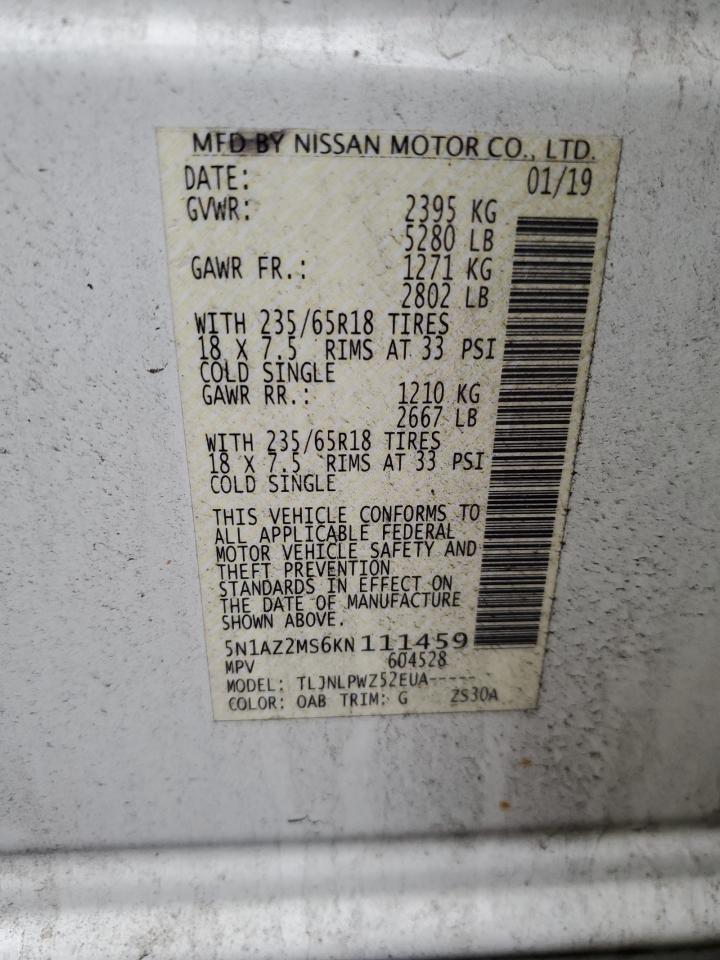 MFD BY NISSAN MOTOR CO., LTD.
DATE: 01/19
GVWR: 2395 KG
5280 LB
GAWR FR.: 1271 KG
2802 LB
WITH 235/65R18 TIRES
18 X 7.5 RIMS AT 33 PSI
COLD SINGLE
GAWR RR.: 1210 KG
2667 LB
WITH 235/65R18 TIRES
18 X 7.5 RIMS AT 33 PSI
COLD SINGLE
THIS VEHICLE CONFORMS TO
ALL APPLICABLE FEDERAL
MOTOR VEHICLE SAFETY AND
THEFT PREVENTION
STANDARDS IN EFFECT ON
THE DATE OF MANUFACTURE
SHOWN ABOVE.
5N1AZ2MS6KN111459
MPV 604528
MODEL: TLJNLPWZ52EUA-----
COLOR: OAB TRIM: G ZS30A